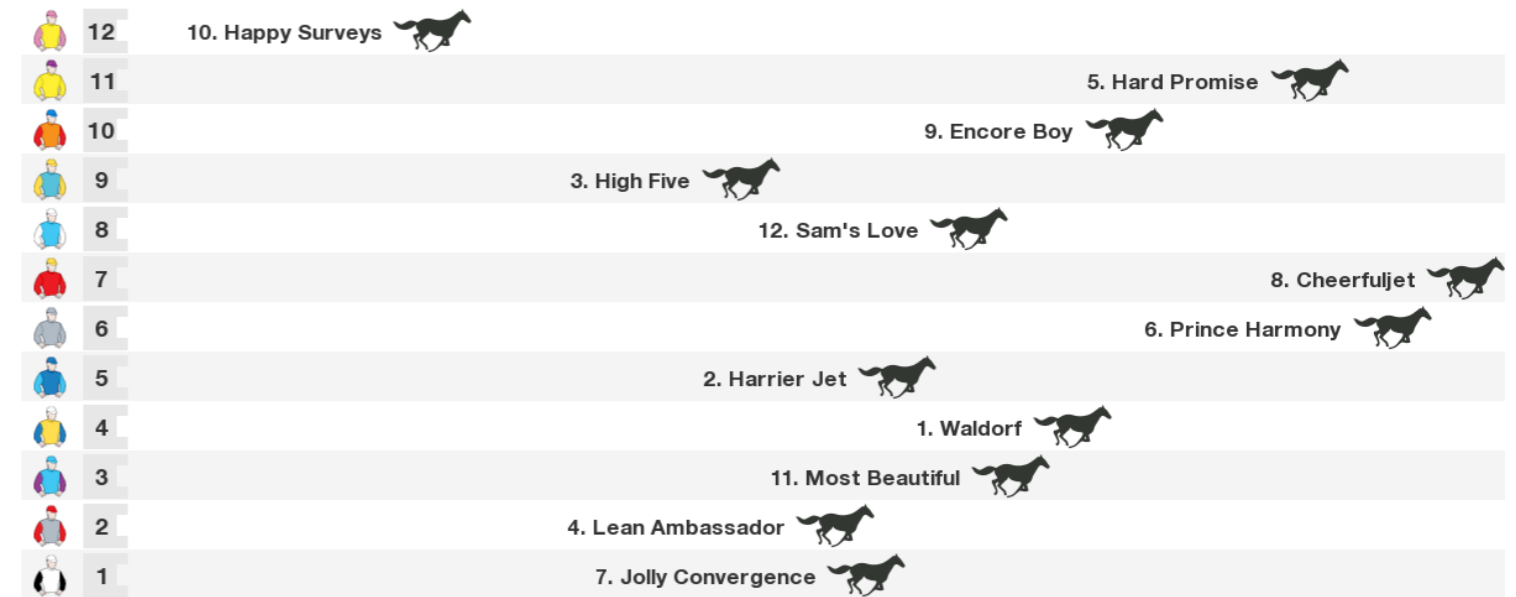 12 10. Happy Surveys
11 5. Hard Promise
10 9. Encore Boy
9 3. High Five
8 12. Sam's Love
7 8. Cheerfuljet
6 6. Prince Harmony
5 2. Harrier Jet
4 1. Waldorf
3 11. Most Beautiful
2 4. Lean Ambassador
1 7. Jolly Convergence